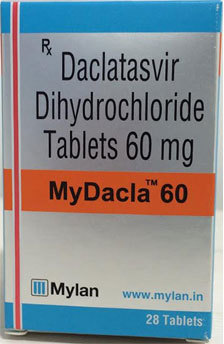 Rx Daclatasvir
Dihydrochloride
Tablets 60 mg
MyDacla™ 60
Mylan
www.mylan.in
28 Tablets